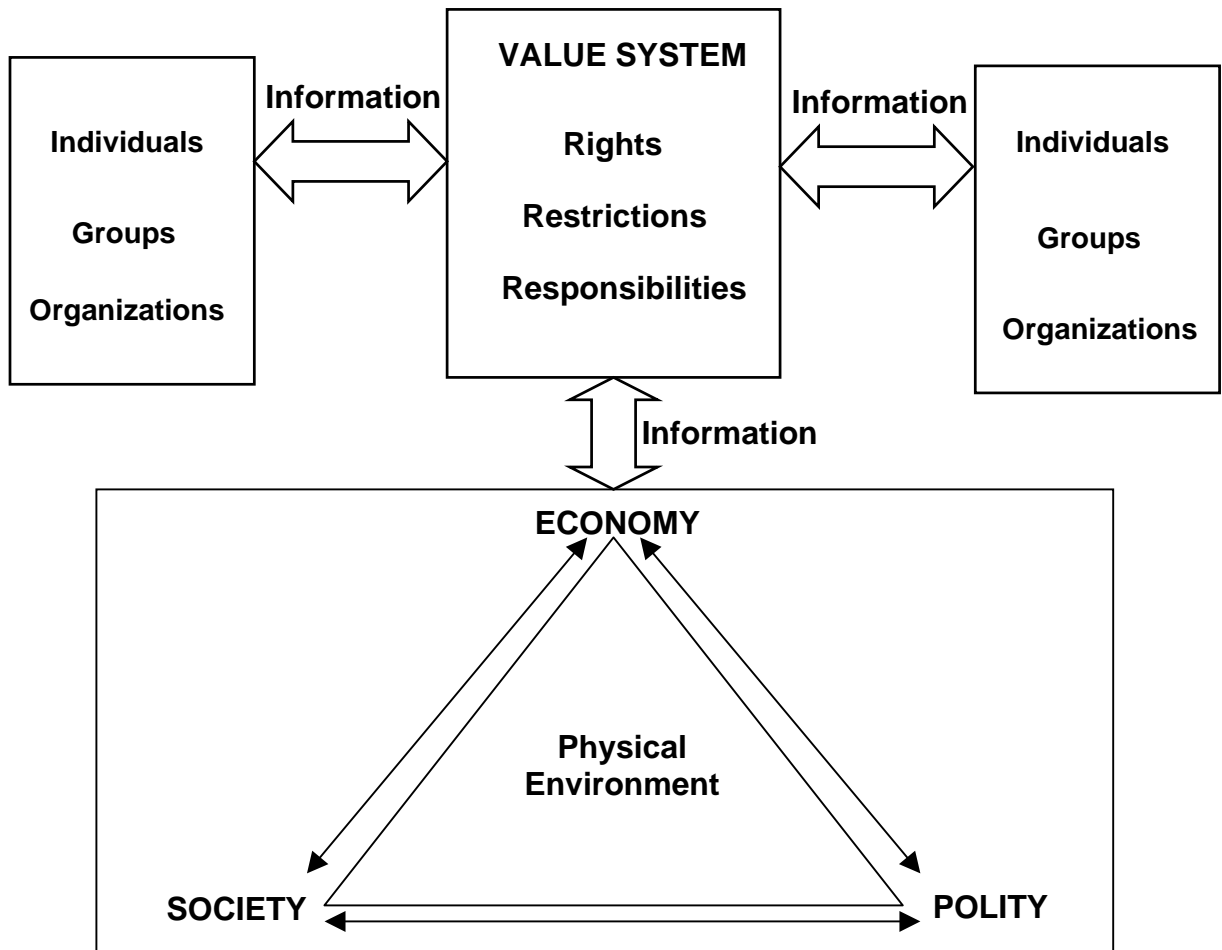 VALUE SYSTEM
Rights
Restrictions
Responsibilities
Information
Information
Individuals
Groups
Organizations
Individuals
Groups
Organizations
Information
ECONOMY
Physical
Environment
SOCIETY
POLITY